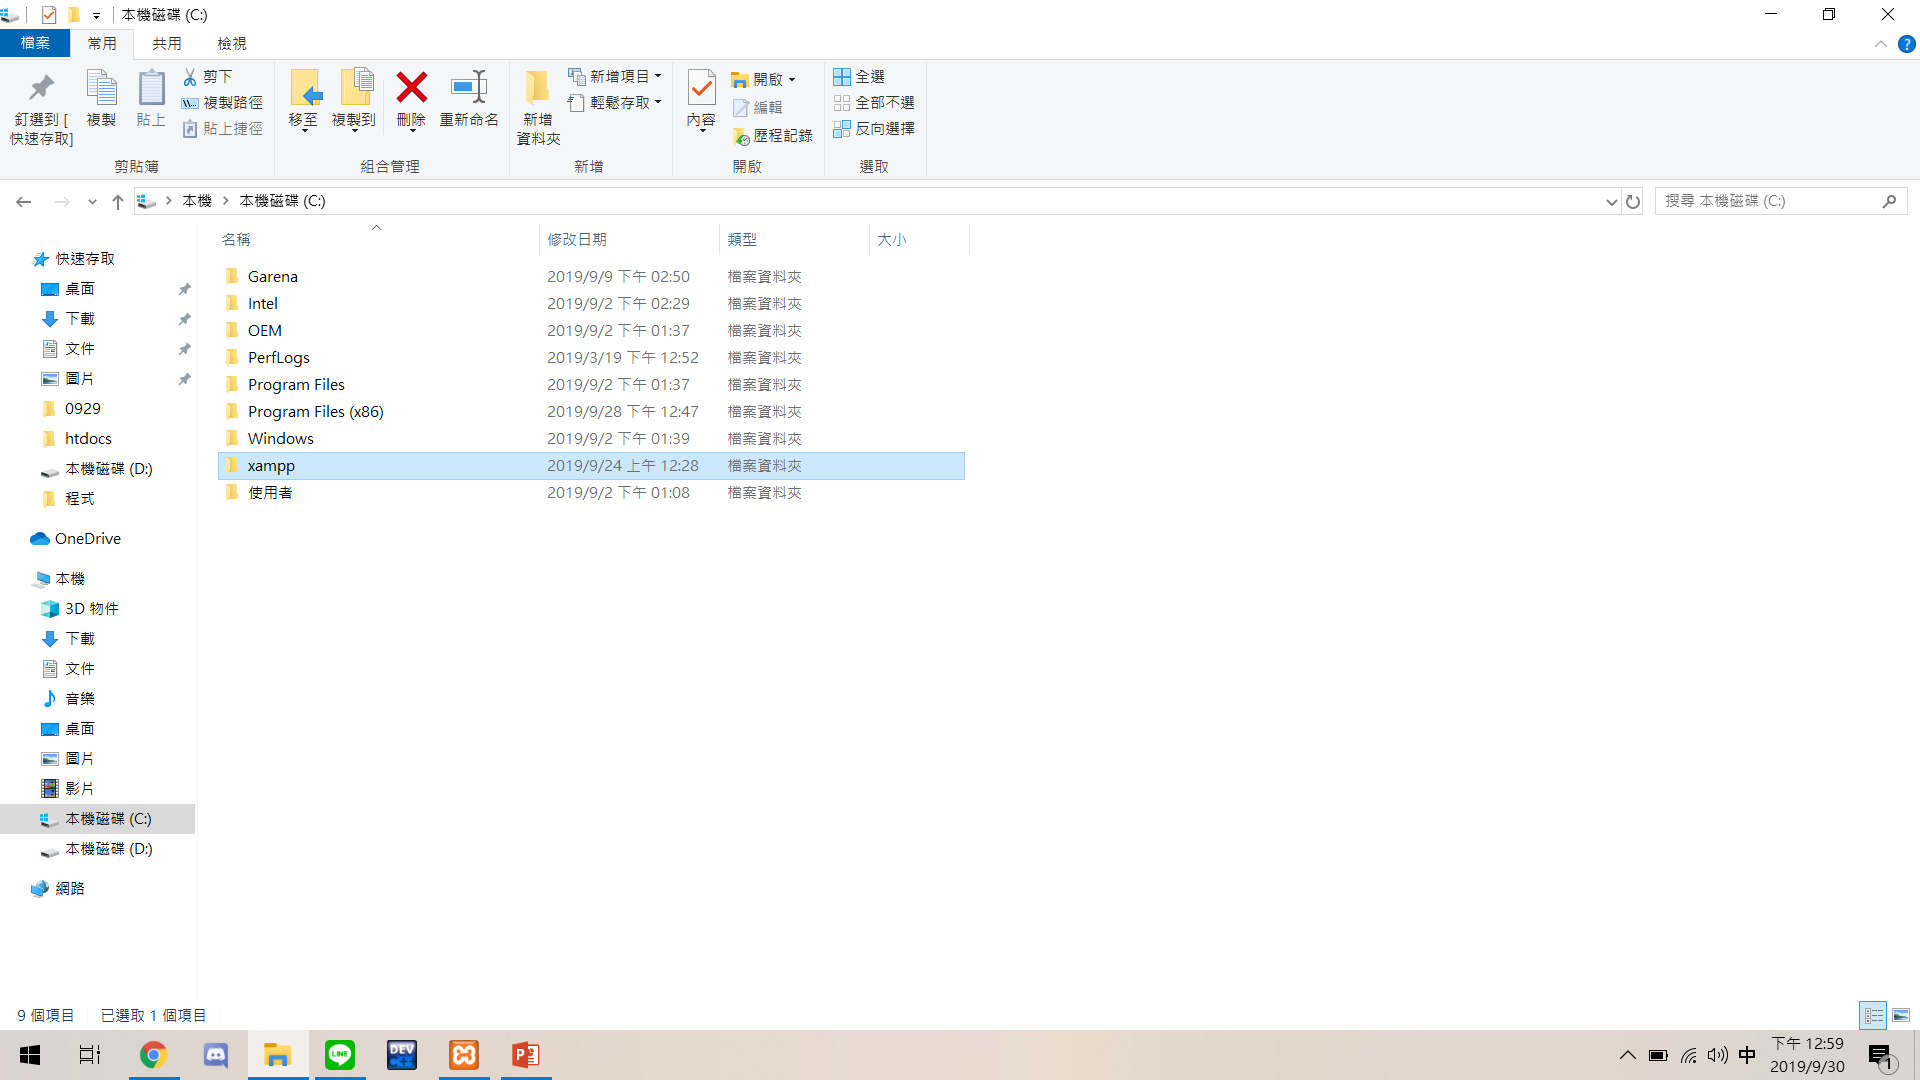 本機磁碟 (C:)
檔案 常用 共用 檢視
釘選到 [
快速存取]
複製
貼上
剪下
複製路徑
貼上捷徑
剪貼簿
移至
複製到
刪除
重新命名
組合管理
新增
資料夾
新增項目
輕鬆存取
新增
內容
開啟
編輯
歷程記錄
開啟
全選
全部不選
反向選擇
選取
本機 本機磁碟 (C:)
搜尋 本機磁碟 (C:)
快速存取
桌面
下載
文件
圖片
0929
htdocs
本機磁碟 (D:)
程式
OneDrive
本機
3D 物件
下載
文件
音樂
桌面
圖片
影片
本機磁碟 (C:)
本機磁碟 (D:)
網路
名稱 修改日期 類型 大小
Garena 2019/9/9 下午 02:50 檔案資料夾
Intel 2019/9/2 下午 02:29 檔案資料夾
OEM 2019/9/2 下午 01:37 檔案資料夾
PerfLogs 2019/3/19 下午 12:52 檔案資料夾
Program Files 2019/9/2 下午 01:37 檔案資料夾
Program Files (x86) 2019/9/28 下午 12:47 檔案資料夾
Windows 2019/9/2 下午 01:39 檔案資料夾
xampp 2019/9/24 上午 12:28 檔案資料夾
使用者 2019/9/2 下午 01:08 檔案資料夾
9 個項目 已選取 1 個項目
LINE
DEV
C++
P
中
下午 12:59
2019/9/30
1